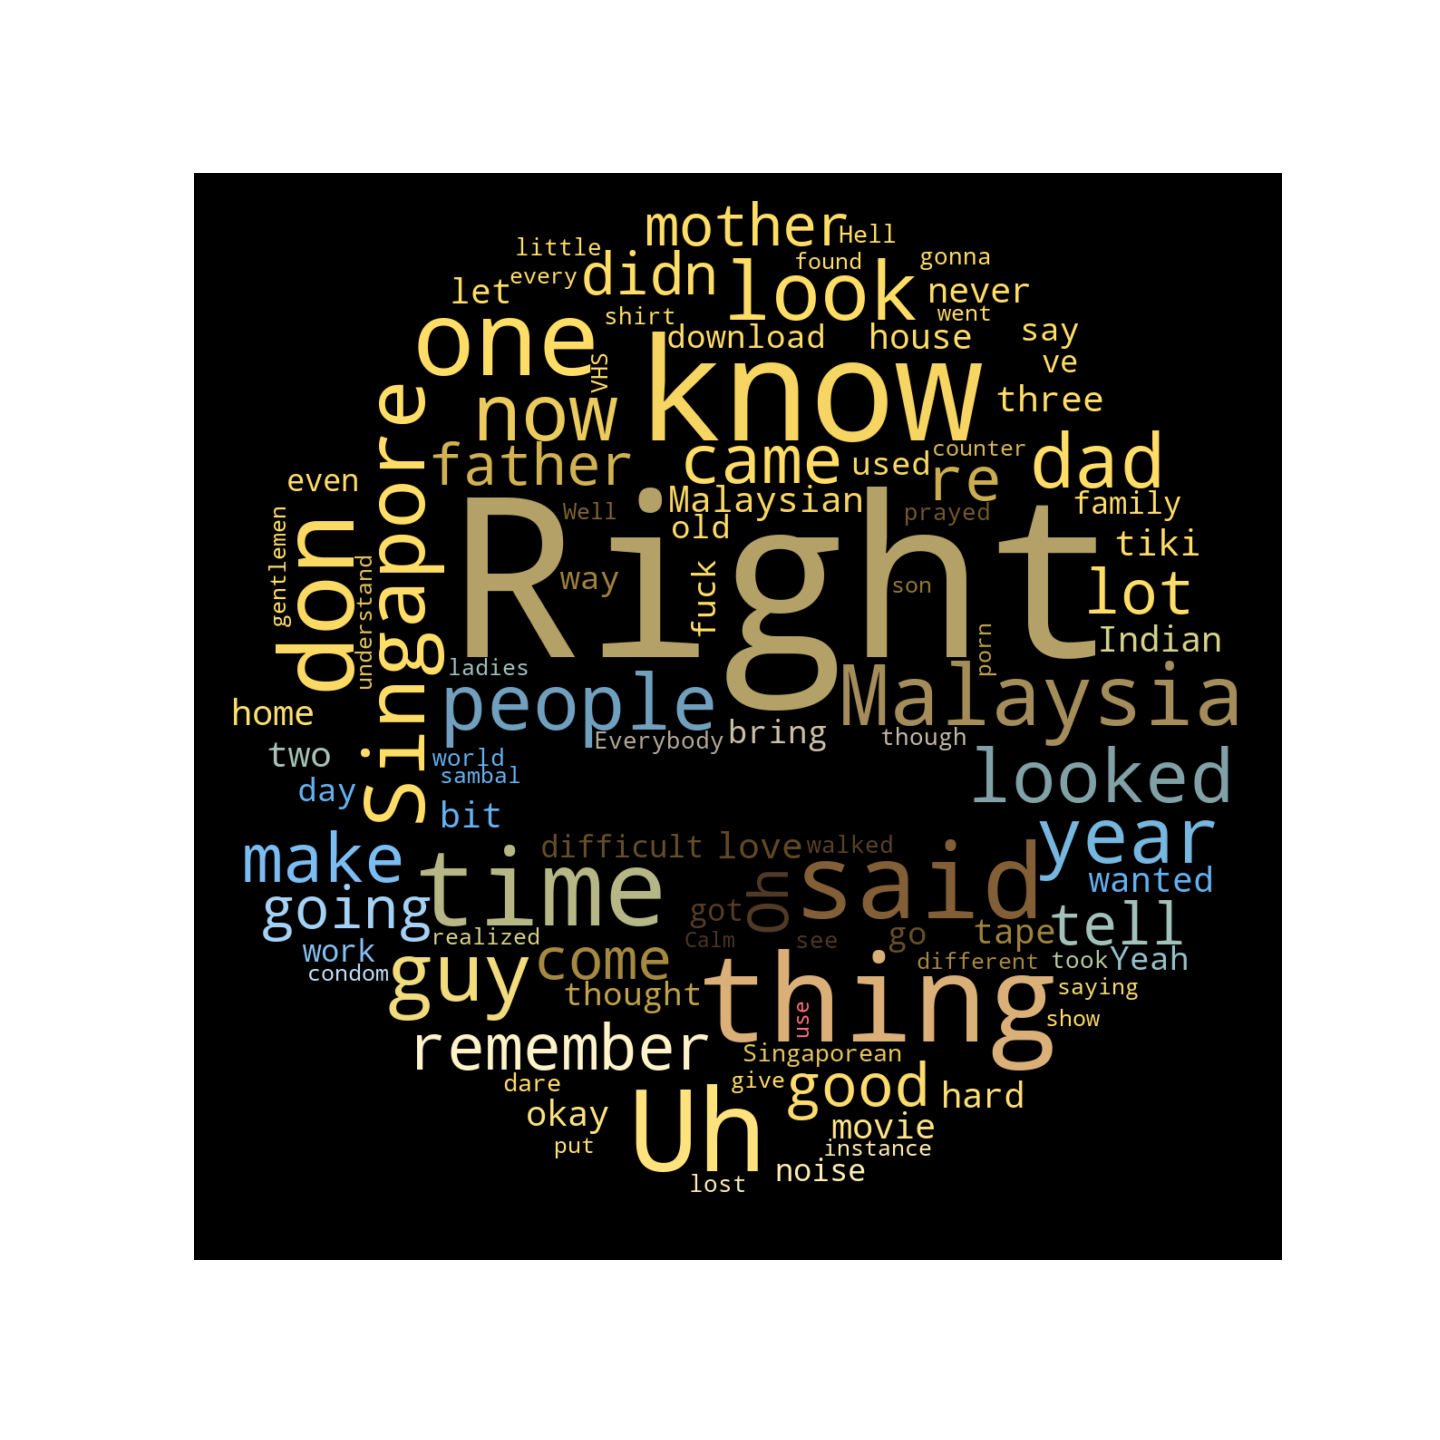 mother
Hell
little
found
gonna
every
didn
look
let
never
shirt
went
one
download
house
say
VHS
know
ve
Singapore
now
three
father
came
used
counter
re
dad
even
Malaysian
family
Well
prayed
gentlemen
don
Right
old
tiki
understand
way
fuck
son
lot
Indian
ladies
porn
people
Malaysia
home
Everybody
bring
though
two
world
sambal
looked
day
bit
year
make
time
difficult
love
walked
said
wanted
going
Oh
got
realized
Calm
see
go
tape
tell
work
come
different
took
Yeah
condom
guy
thought
thing
saying
use
show
remember
Singaporean
dare
give
good
hard
okay
Uh
movie
put
instance
noise
lost